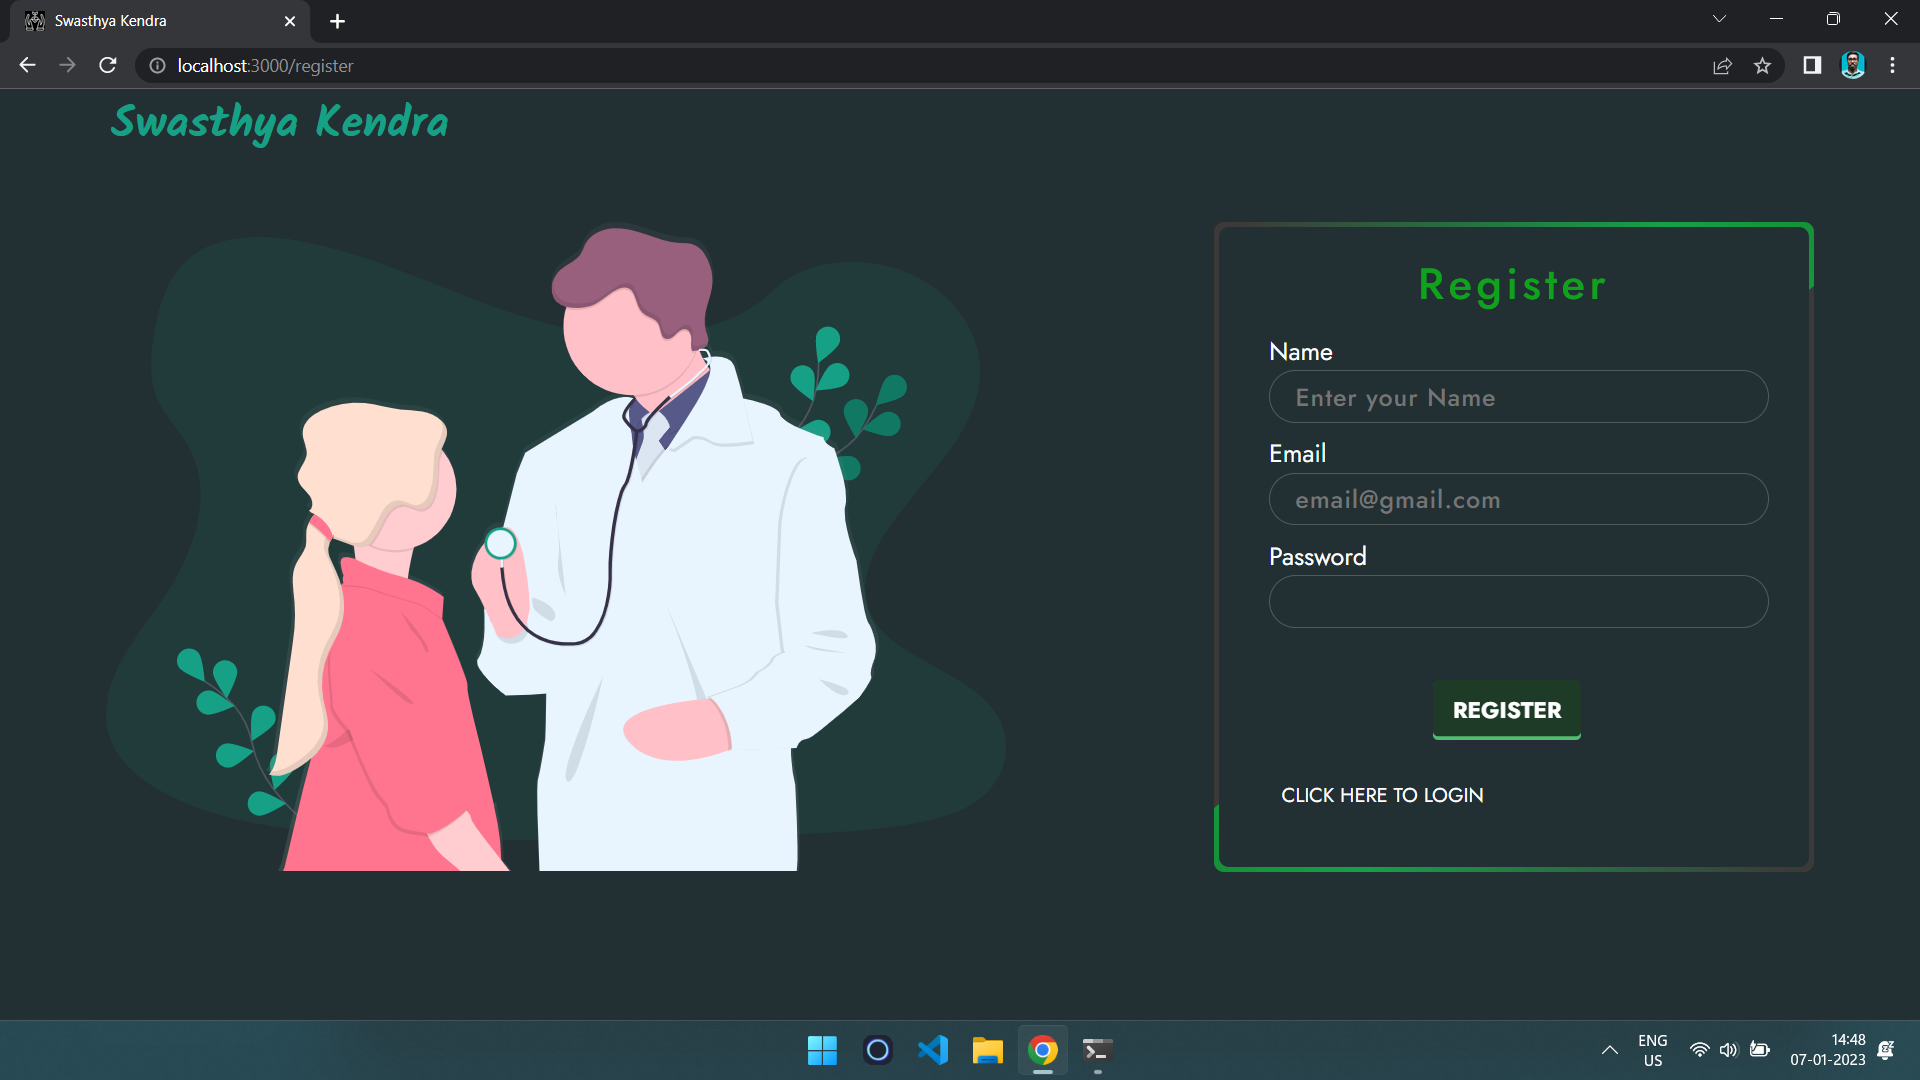 Swasthya Kendra
localhost:3000/register
Swasthya Kendra
Register
Name
Enter your Name
Email
email@gmail.com
Password
REGISTER
CLICK HERE TO LOGIN
ENG
US
14:48
07-01-2023